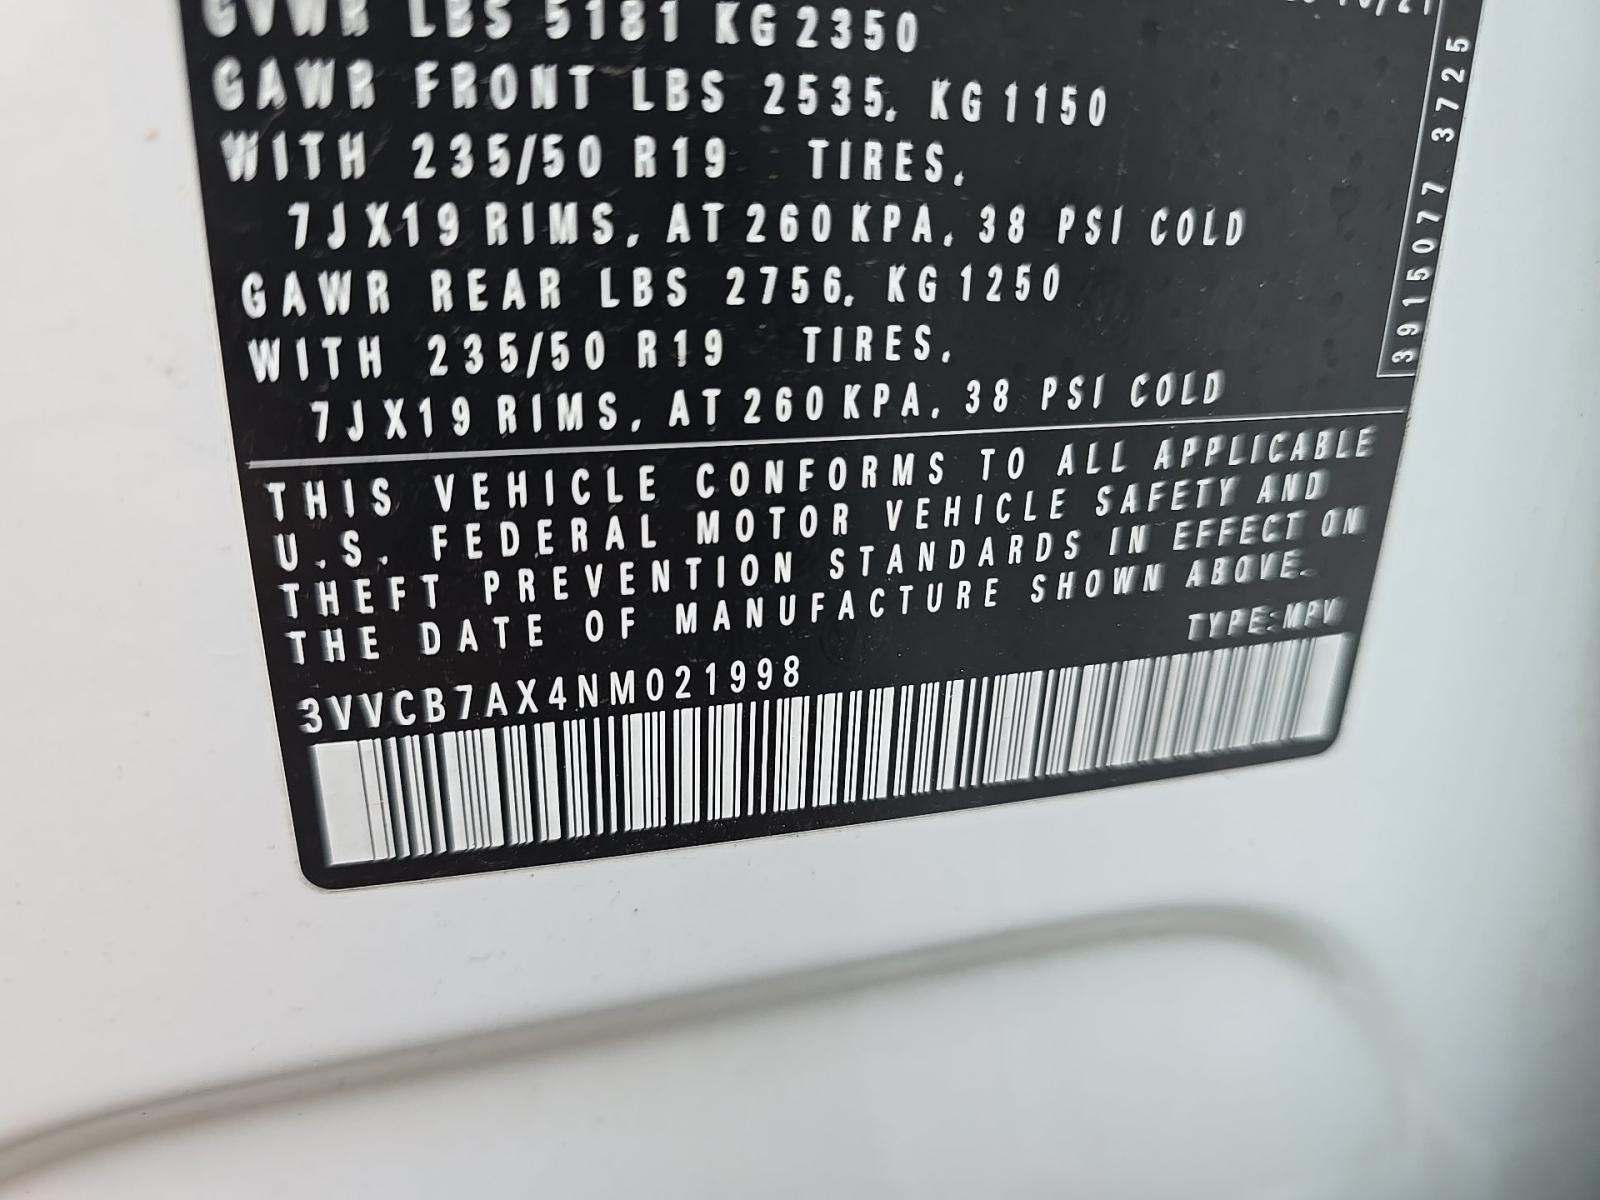 GVWR LBS 5181 KG 2350
GAWR FRONT LBS 2535, KG 1150
WITH 235/50 R19 TIRES,
7JX19 RIMS, AT 260 KPA, 38 PSI COLD
GAWR REAR LBS 2756, KG 1250
WITH 235/50 R19 TIRES,
7JX19 RIMS, AT 260 KPA, 38 PSI COLD
3915077 3725
THIS VEHICLE CONFORMS TO ALL APPLICABLE
U.S. FEDERAL MOTOR VEHICLE SAFETY AND
THEFT PREVENTION STANDARDS IN EFFECT ON
THE DATE OF MANUFACTURE SHOWN ABOVE.
TYPE:MPV
3VVCB7AX4NM021998